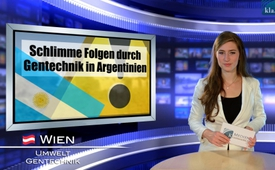 kla
Schlimme Folgen durch
Gentechnik in Argentinien
Wien
Umwelt
Gentechnik